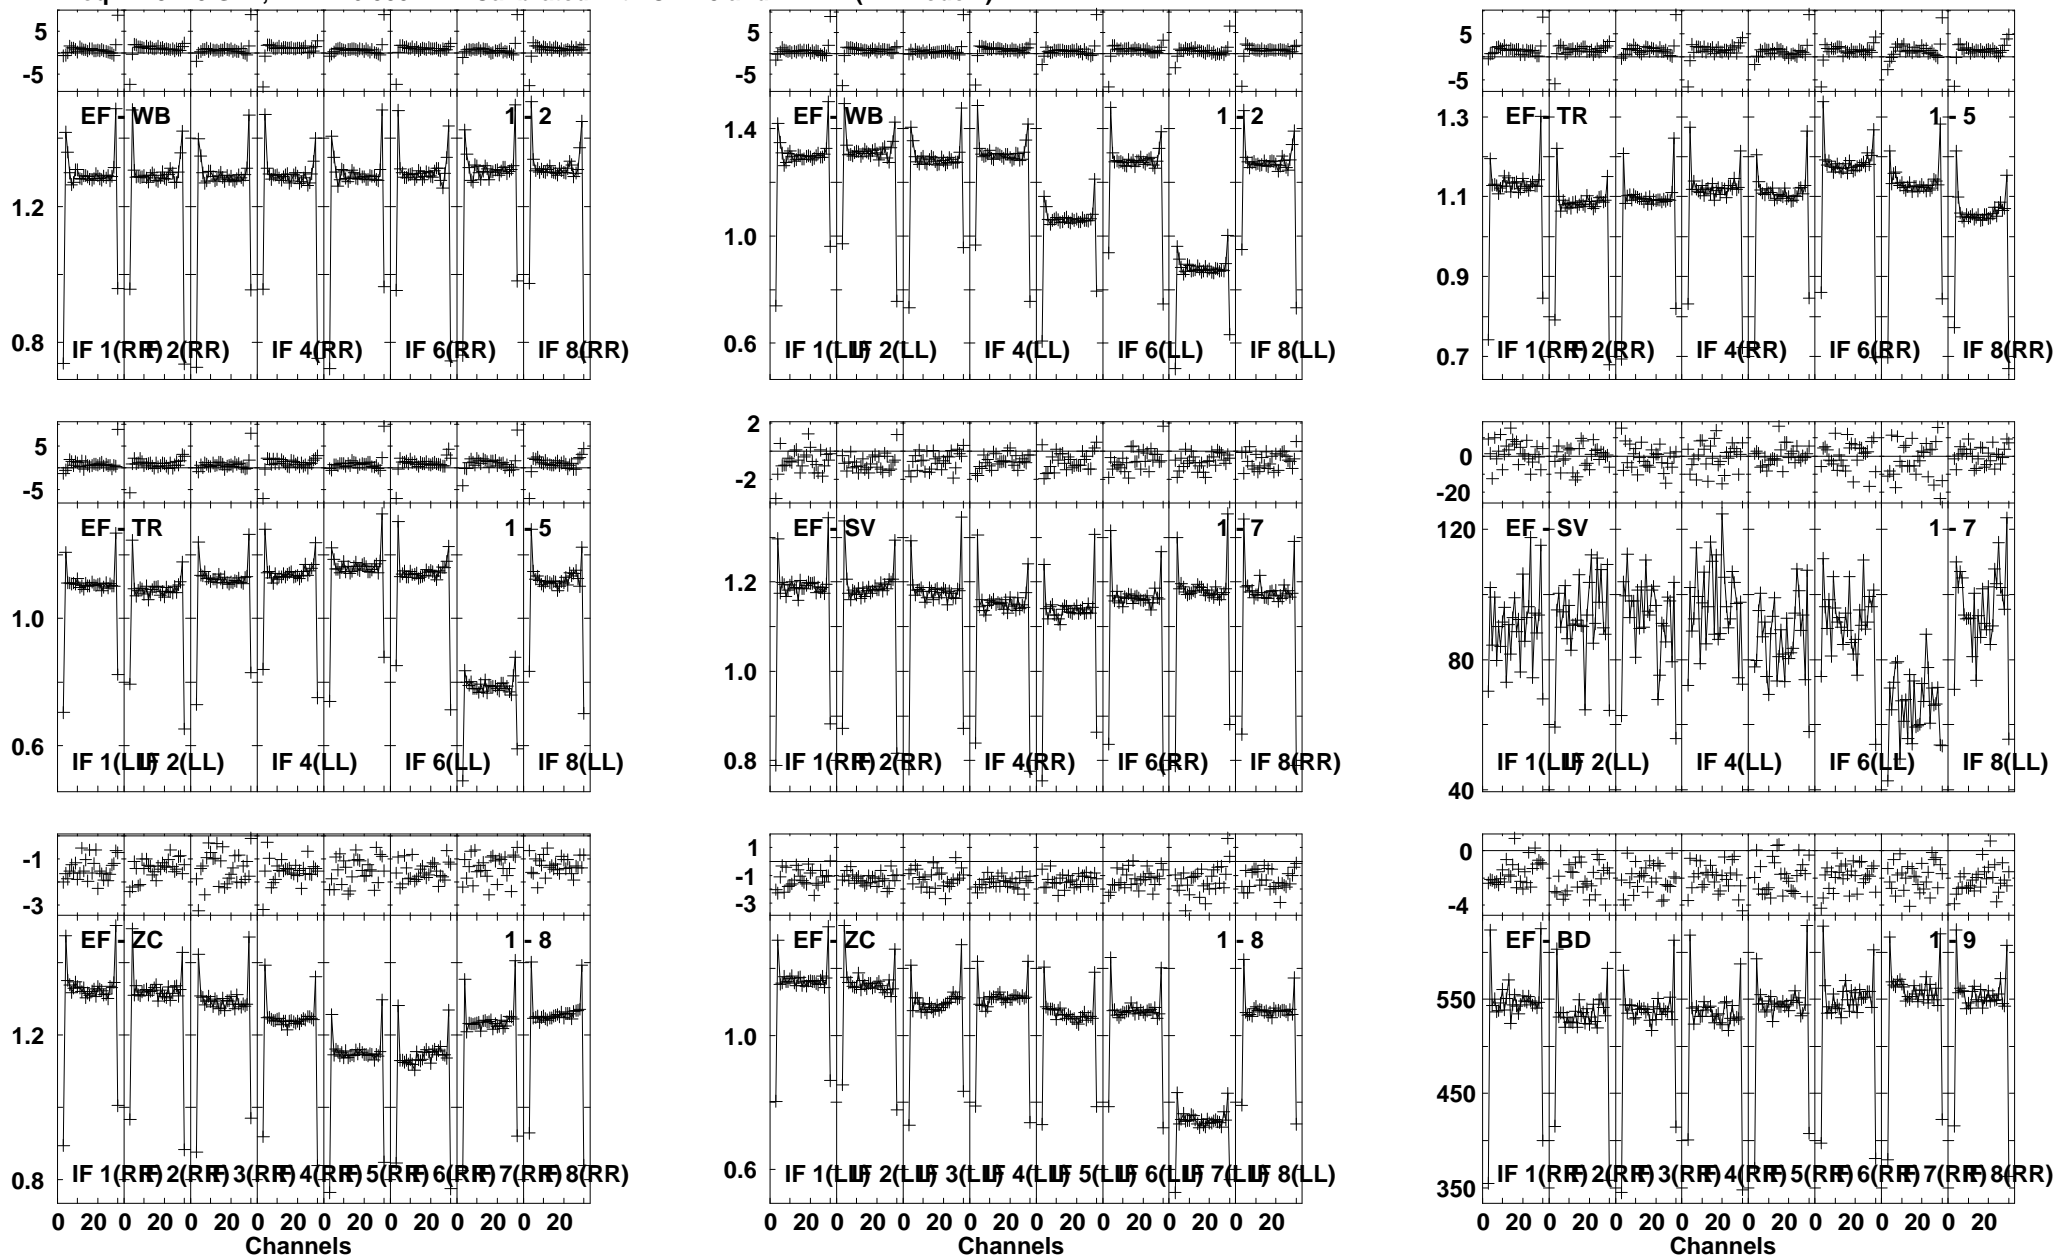 5
-5
EF - WB
1 - 2
1.2
0.8
IF 1(RR)
IF 2(RR)
IF 4(RR)
IF 6(RR)
IF 8(RR)
5
-5
EF - WB
1 - 2
1.4
1.0
0.6
IF 1(LL)
IF 2(LL)
IF 4(LL)
IF 6(LL)
IF 8(LL)
5
-5
EF - TR
1 - 5
1.3
1.1
0.9
0.7
IF 1(RR)
IF 2(RR)
IF 4(RR)
IF 6(RR)
IF 8(RR)
5
-5
EF - TR
1 - 5
1.0
0.6
IF 1(LL)
IF 2(LL)
IF 4(LL)
IF 6(LL)
IF 8(LL)
2
-2
EF - SV
1 - 7
1.2
1.0
0.8
IF 1(RR)
IF 2(RR)
IF 4(RR)
IF 6(RR)
IF 8(RR)
0
-20
EF - SV
1 - 7
120
80
40
IF 1(LL)
IF 2(LL)
IF 4(LL)
IF 6(LL)
IF 8(LL)
-1
-3
EF - ZC
1 - 8
1.2
0.8
IF 1(RR)
IF 2(RR)
IF 3(RR)
IF 4(RR)
IF 5(RR)
IF 6(RR)
IF 7(RR)
IF 8(RR)
0 20 0 20 0 20 0 20 0 20 0 20 0 20 0 20
Channels
1
-1
-3
EF - ZC
1 - 8
1.0
0.6
IF 1(LL)
IF 2(LL)
IF 3(LL)
IF 4(LL)
IF 5(LL)
IF 6(LL)
IF 7(LL)
IF 8(LL)
0 20 0 20 0 20 0 20 0 20 0 20 0 20 0 20
Channels
0
-4
EF - BD
1 - 9
550
450
350
IF 1(RR)
IF 2(RR)
IF 3(RR)
IF 4(RR)
IF 5(RR)
IF 6(RR)
IF 7(RR)
IF 8(RR)
0 20 0 20 0 20 0 20 0 20 0 20 0 20 0 20
Channels